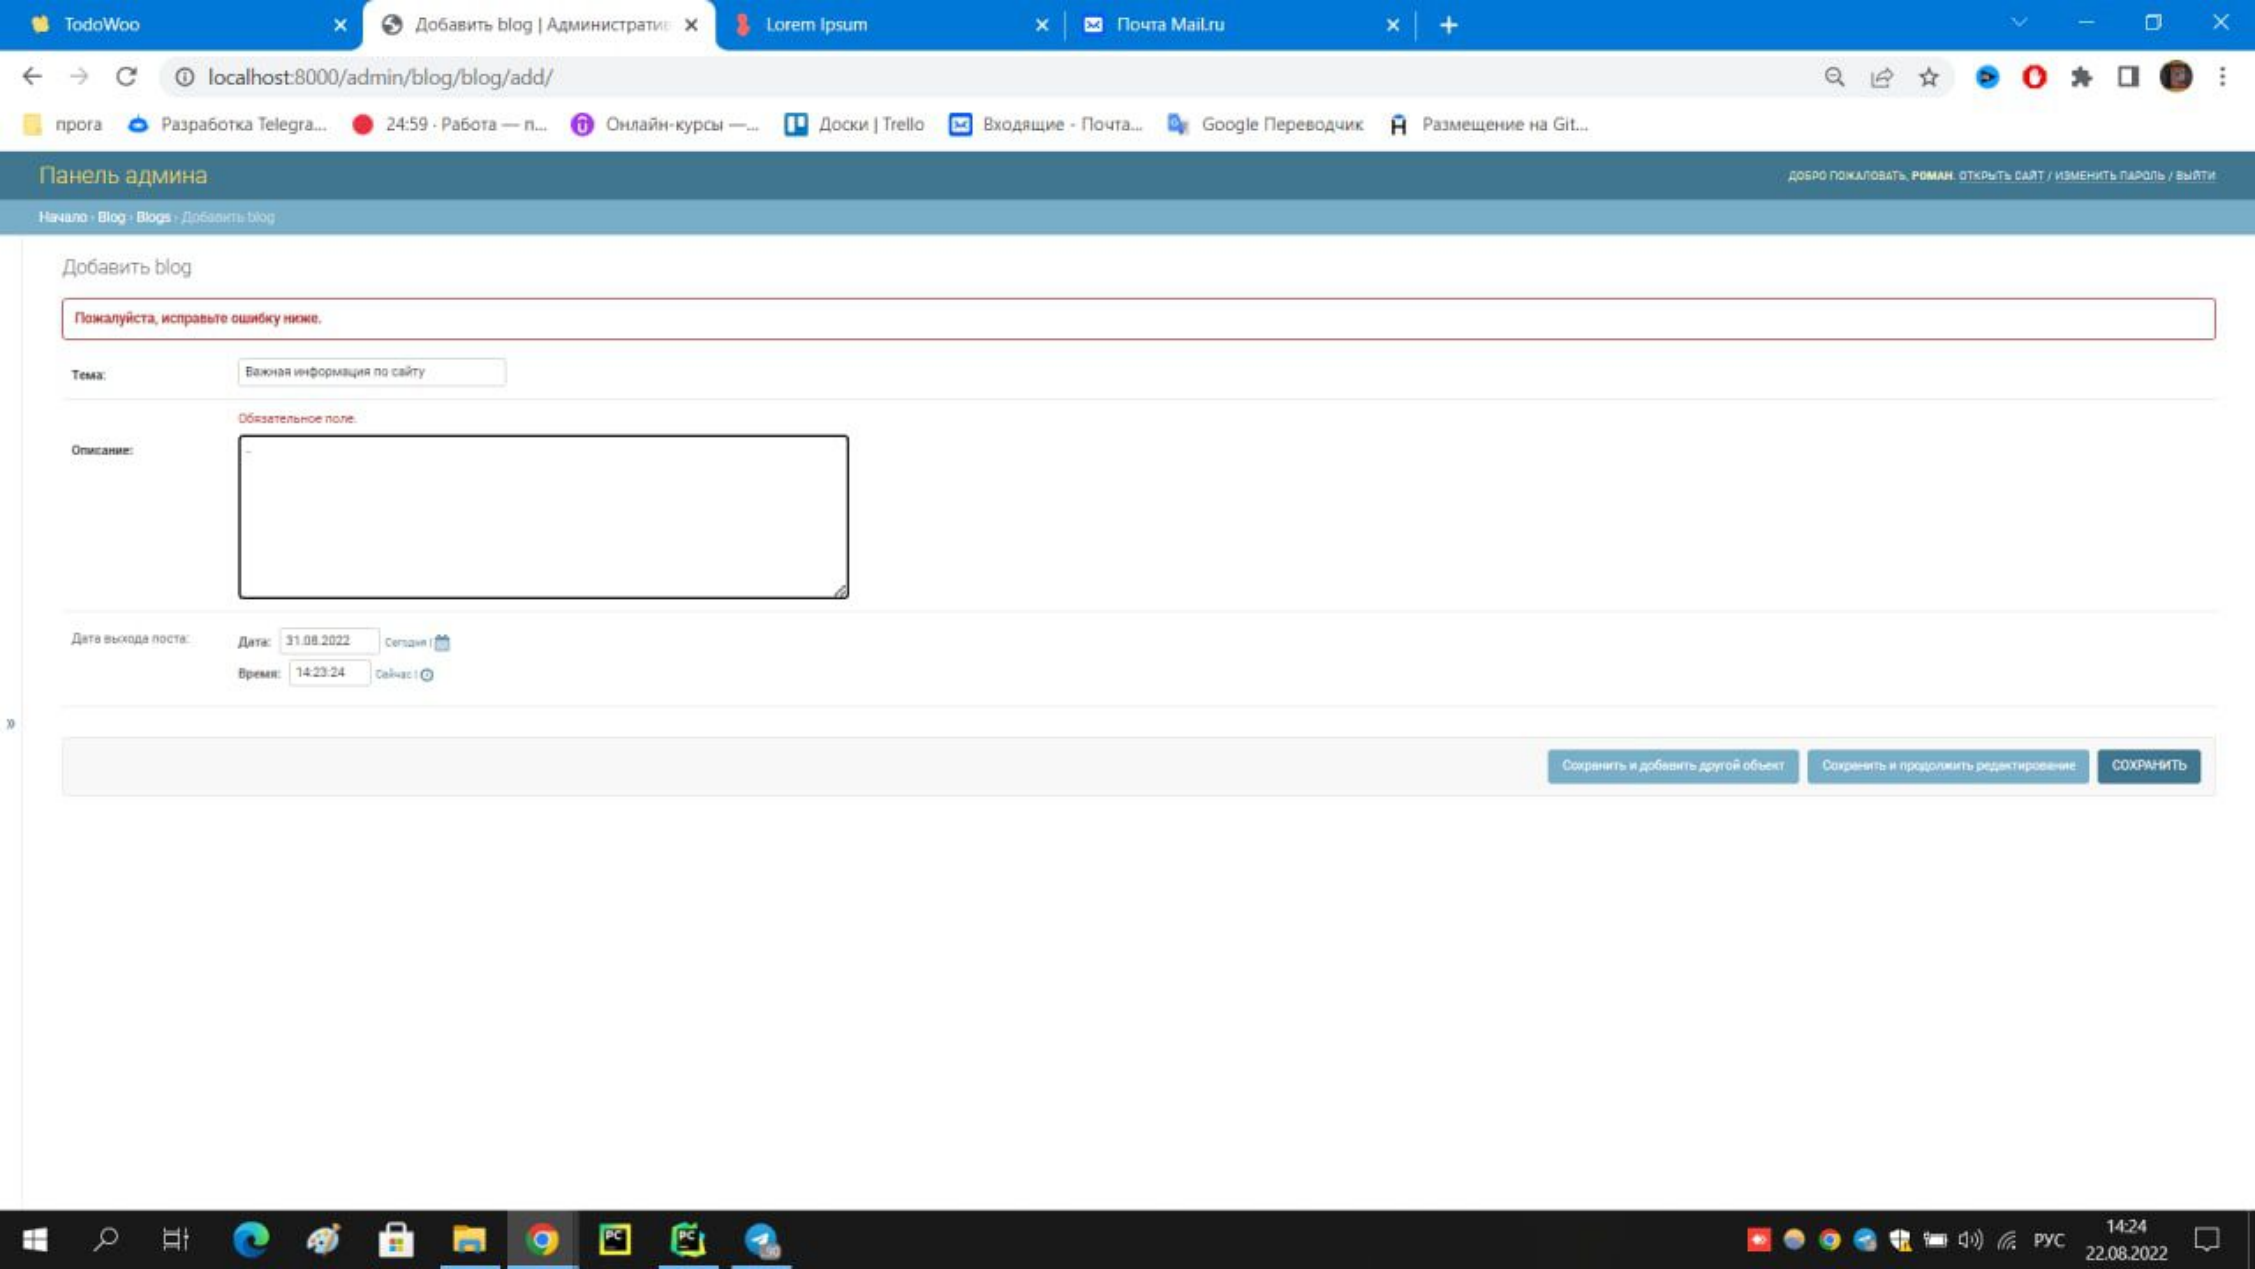 TodoWoo
Добавить blog | Административ
Lorem Ipsum
Почта Mail.ru
localhost:8000/admin/blog/blog/add/
прога
Разработка Telegra...
24:59 - Работа — п...
Онлайн-курсы —...
Доски | Trello
Входящие - Почта...
Google Переводчик
Размещение на Git...
Панель админа
ДОБРО ПОЖАЛОВАТЬ, РОМАН. ОТКРЫТЬ САЙТ / ИЗМЕНИТЬ ПАРОЛЬ / ВЫЙТИ
Начало › Blog › Blogs › Добавить blog
Добавить blog
Пожалуйста, исправьте ошибку ниже.
Тема:
Важная информация по сайту
Обязательное поле.
Описание:
-
Дата выхода поста:
Дата: 31.08.2022 Сегодня |
Время: 14:23:24 Сейчас |
»
Сохранить и добавить другой объект
Сохранить и продолжить редактирование
СОХРАНИТЬ
PC
PC
90
РУС
14:24
22.08.2022